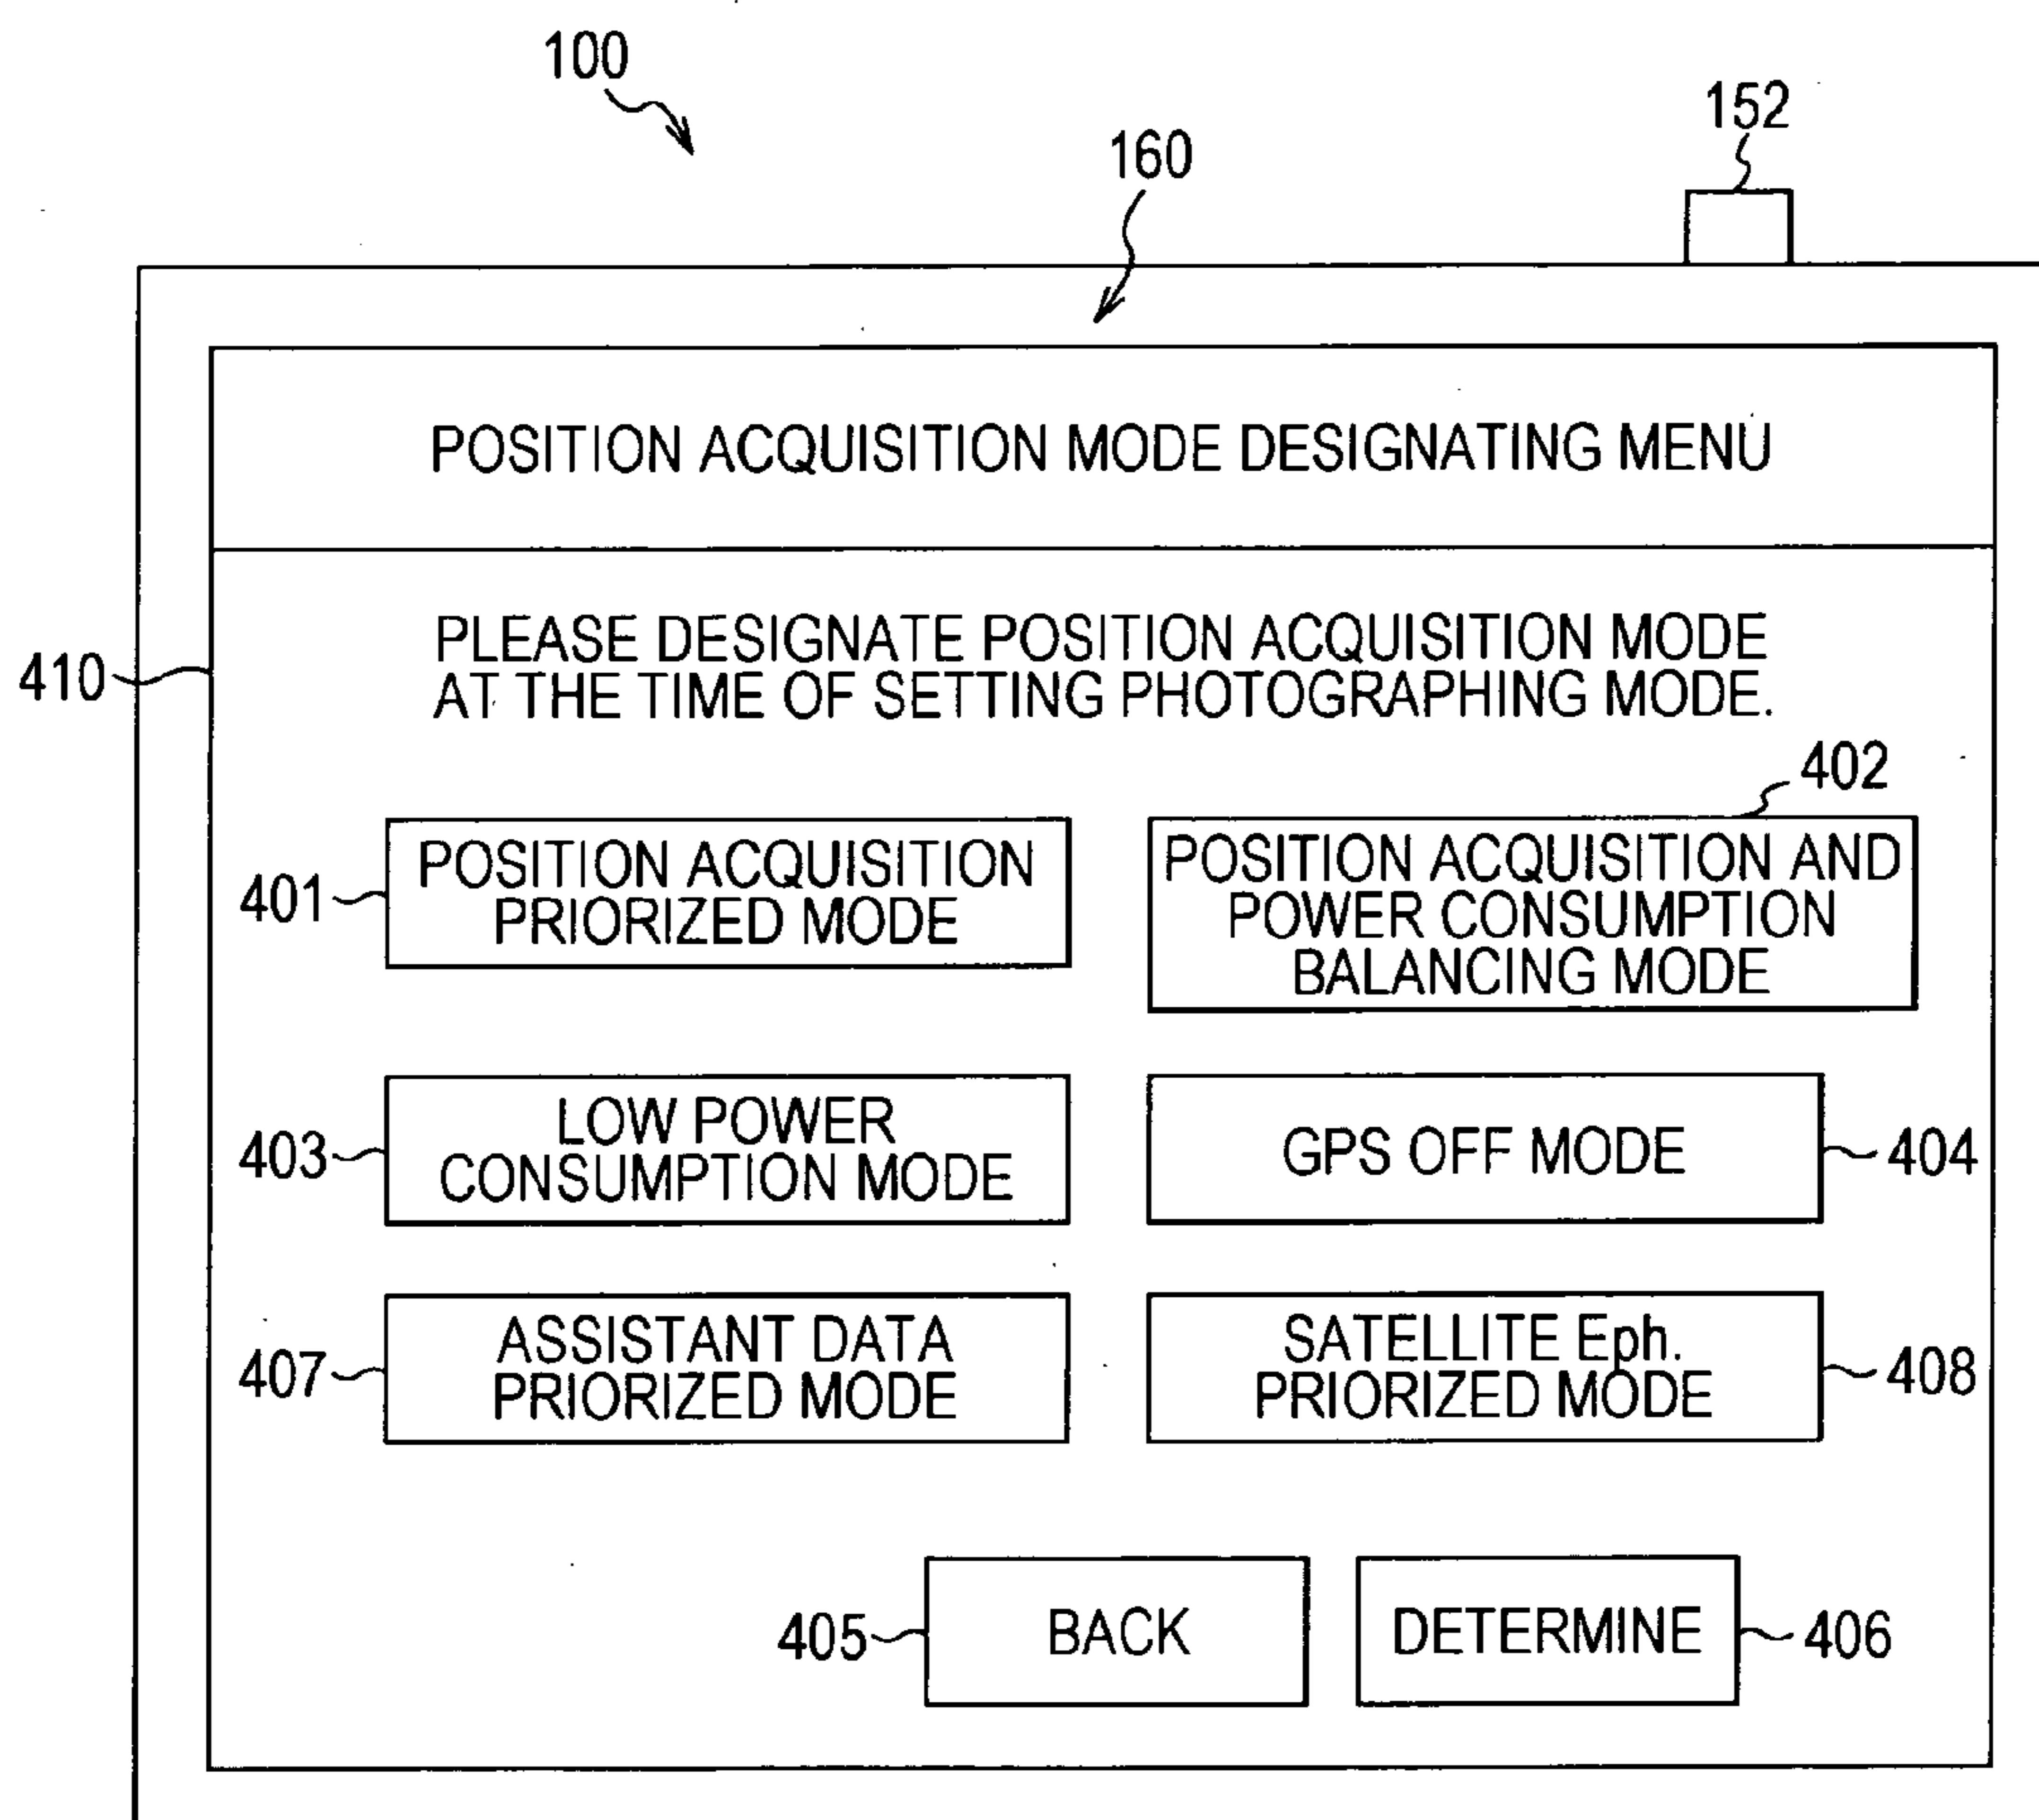 100
152
160
POSITION ACQUISITION MODE DESIGNATING MENU
410
PLEASE DESIGNATE POSITION ACQUISITION MODE
AT THE TIME OF SETTING PHOTOGRAPHING MODE.
402
401
POSITION ACQUISITION
PRIORIZED MODE
POSITION ACQUISITION AND
POWER CONSUMPTION
BALANCING MODE
403
LOW POWER
CONSUMPTION MODE
GPS OFF MODE
404
407
ASSISTANT DATA
PRIORIZED MODE
SATELLITE Eph.
PRIORIZED MODE
408
405
BACK
DETERMINE
406